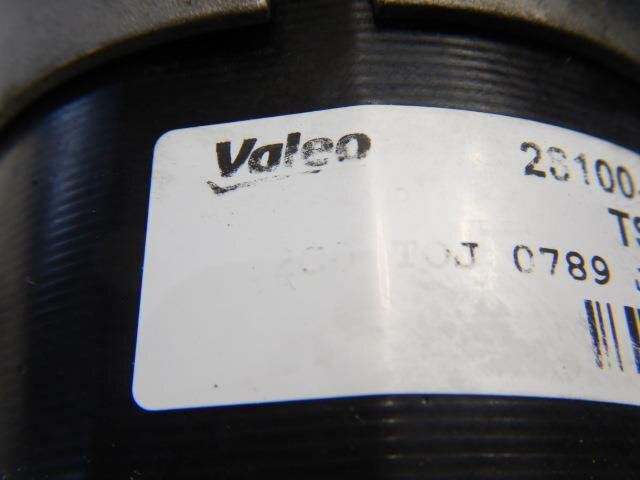 Valeo
28100-
TS
TOJ 0789